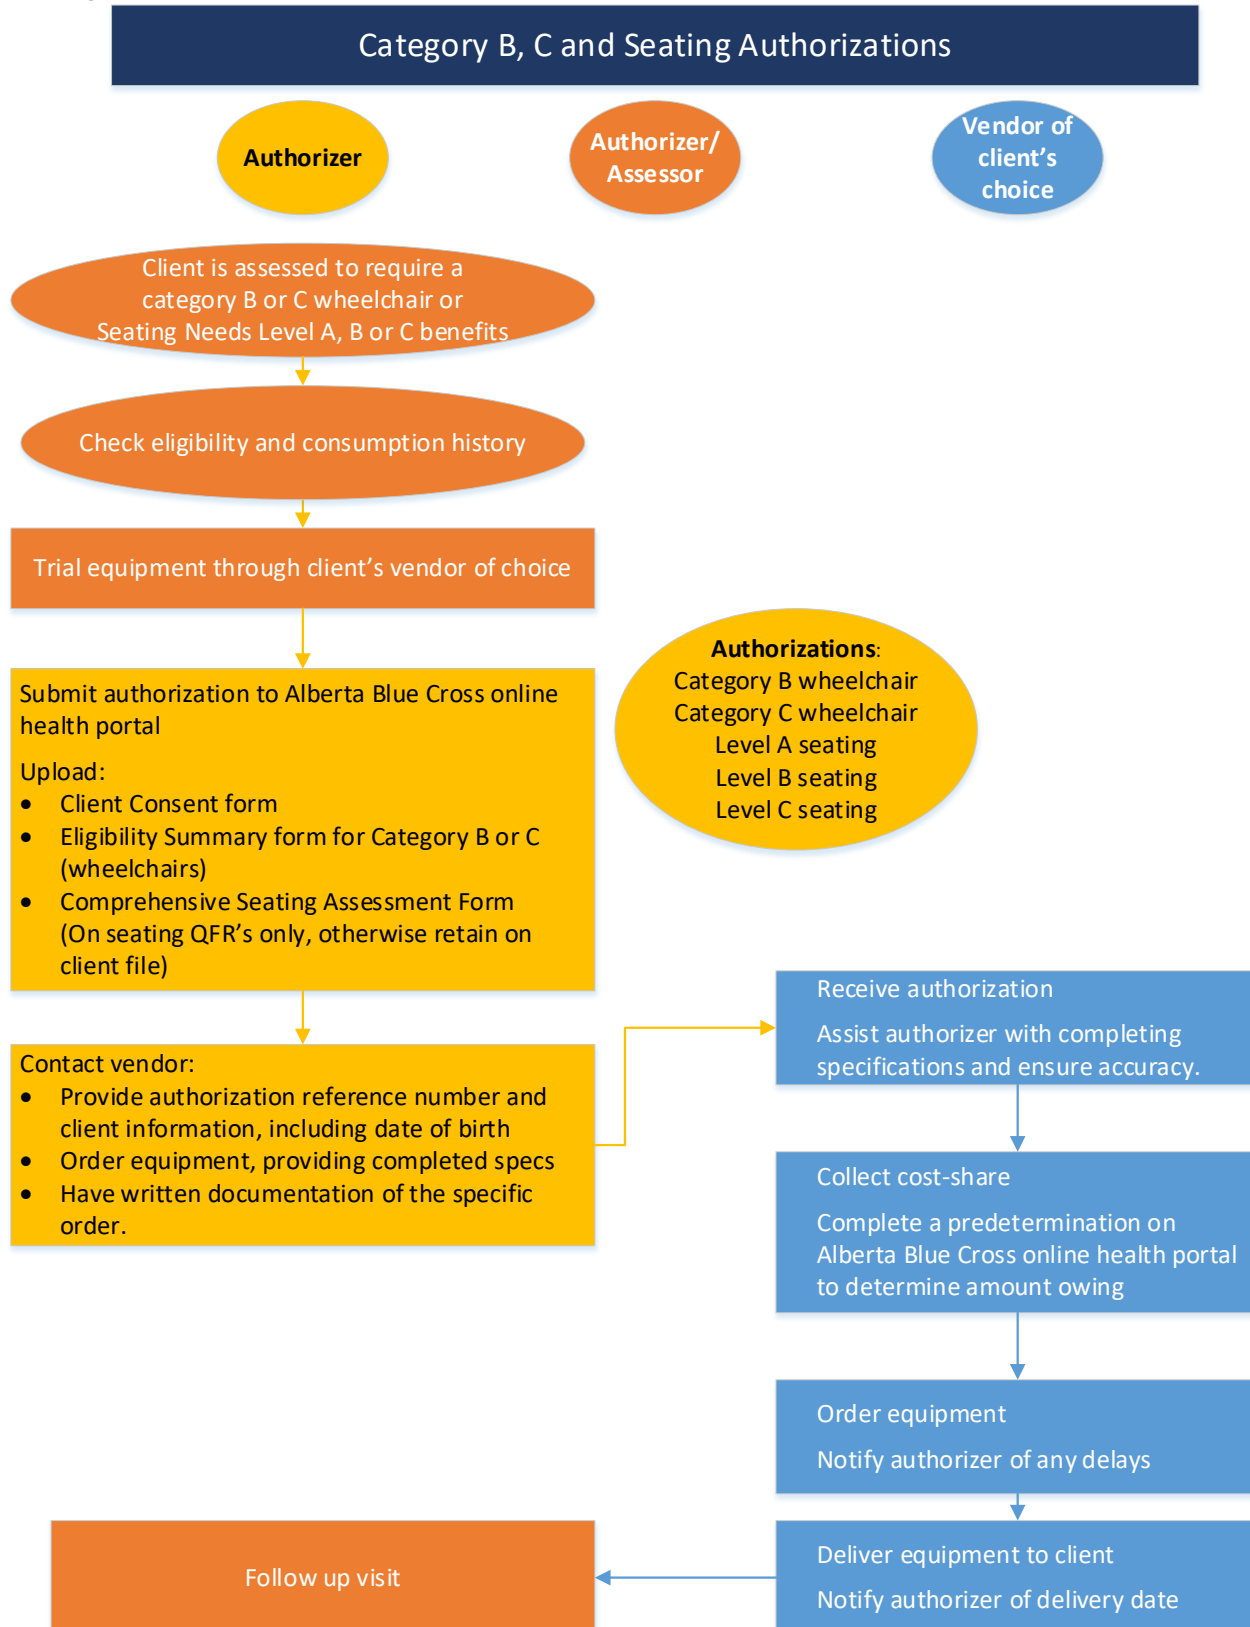 Category B, C and Seating Authorizations
Authorizer
Authorizer/
Assessor
Vendor of
client’s
choice
Client is assessed to require a
category B or C wheelchair or
Seating Needs Level A, B or C benefits
Check eligibility and consumption history
Trial equipment through client’s vendor of choice
Authorizations:
Category B wheelchair
Category C wheelchair
Level A seating
Level B seating
Level C seating
Submit authorization to Alberta Blue Cross online
health portal
Upload:
• Client Consent form
• Eligibility Summary form for Category B or C
(wheelchairs)
• Comprehensive Seating Assessment Form
(On seating QFR’s only, otherwise retain on
client file)
Contact vendor:
• Provide authorization reference number and
client information, including date of birth
• Order equipment, providing completed specs
• Have written documentation of the specific
order.
Receive authorization
Assist authorizer with completing
specifications and ensure accuracy.
Collect cost-share
Complete a predetermination on
Alberta Blue Cross online health portal
to determine amount owing
Order equipment
Notify authorizer of any delays
Deliver equipment to client
Notify authorizer of delivery date
Follow up visit